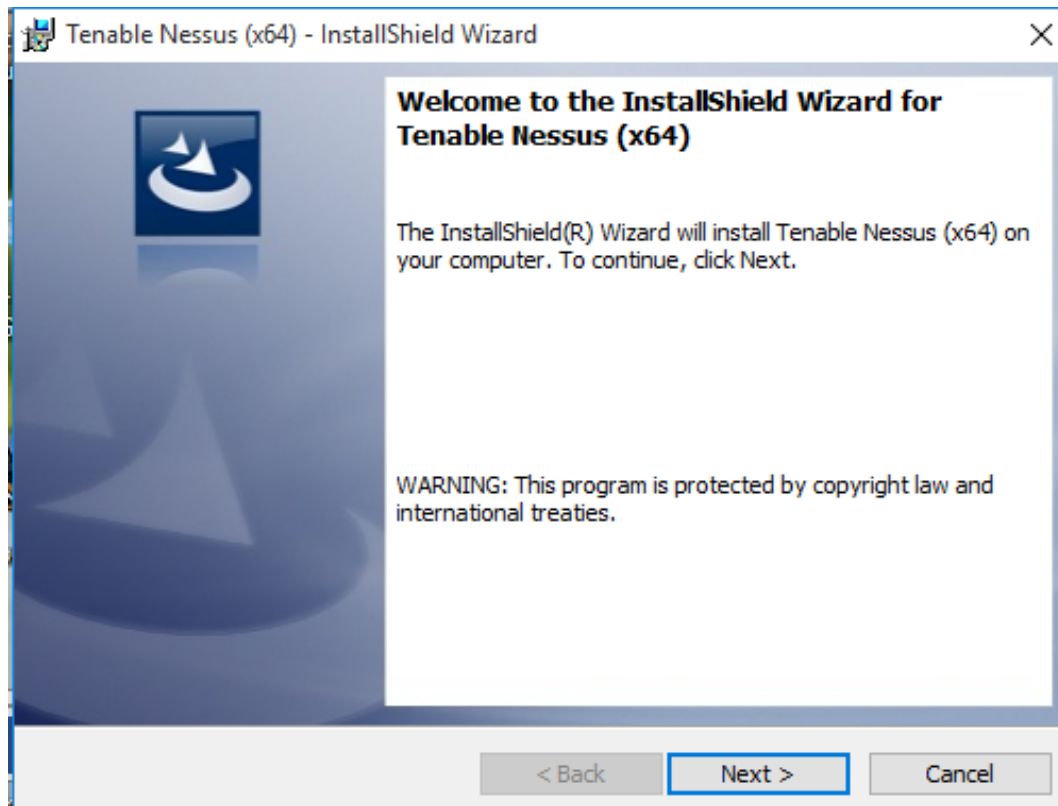 Tenable Nessus (x64) - InstallShield Wizard
Welcome to the InstallShield Wizard for
Tenable Nessus (x64)
The InstallShield(R) Wizard will install Tenable Nessus (x64) on
your computer. To continue, click Next.
WARNING: This program is protected by copyright law and
international treaties.
< Back
Next >
Cancel